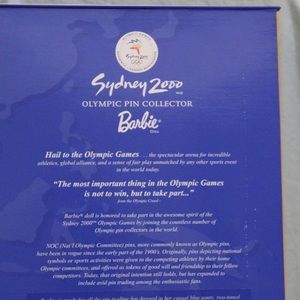 Sydney 2000
OLYMPIC PIN COLLECTOR
Barbie®
Hail to the Olympic Games . . . the spectacular arena for incredible
athletics, global alliance, and a sense of fair play unmatched by any other sports event
in the world today.
"The most important thing in the Olympic Games
is not to win, but to take part..."
- from the Olympic Creed -
Barbie® doll is honored to take part in the awesome spirit of the
Sydney 2000 Olympic Games by joining the countless number of
Olympic pin collectors in the world.
NOC (Nat'l Olympic Committee) pins, more commonly known as Olympic pins,
have been in vogue since the early part of the 1900's. Originally, pins depicting national
symbols or sports activities were given to the competing athletes by their home
Olympic committees, and offered as tokens of good will and friendship to their fellow
competitors. Today, that original intention still holds, but has expanded to
include avid pin trading among the enthusiastic fans.